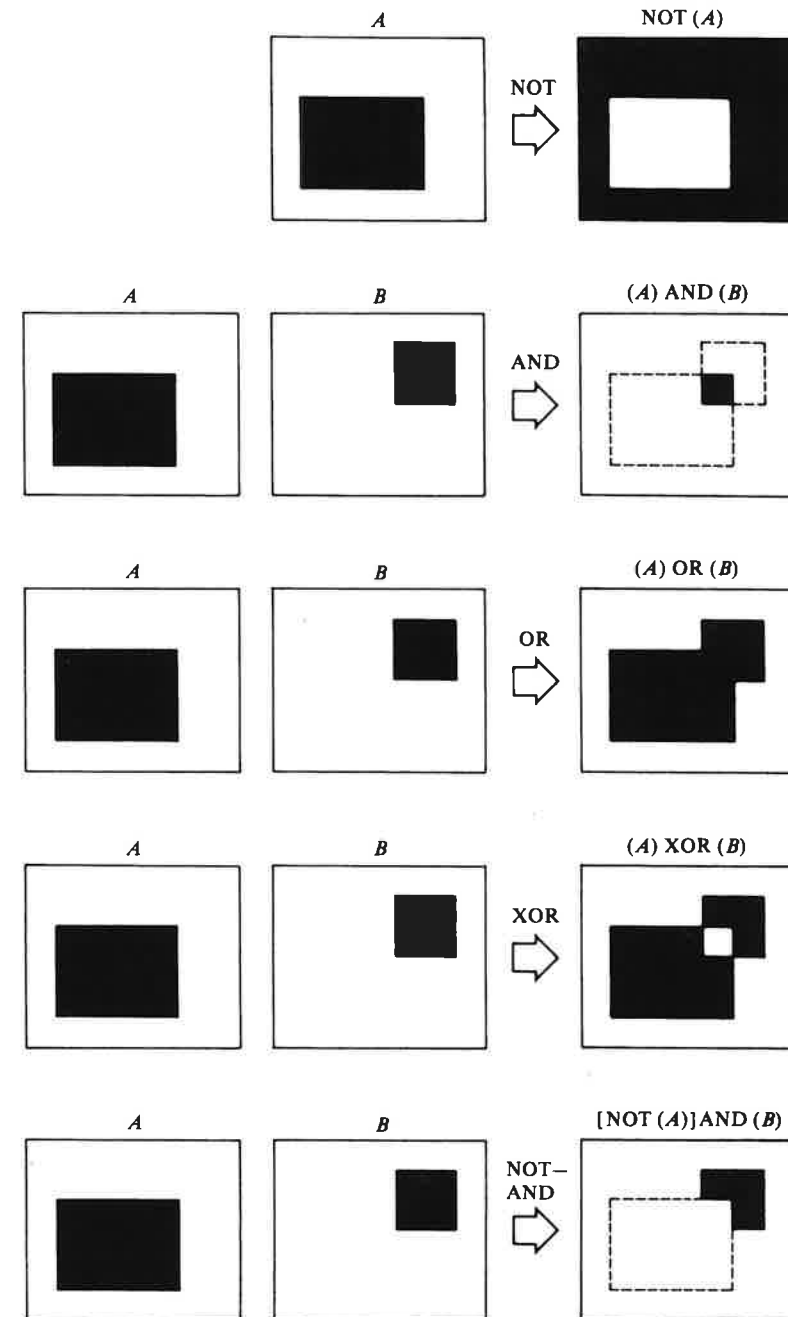 A
NOT (A)
NOT
A
B
(A) AND (B)
AND
A
B
(A) OR (B)
OR
A
B
(A) XOR (B)
XOR
A
B
[NOT (A)] AND (B)
NOT–
AND